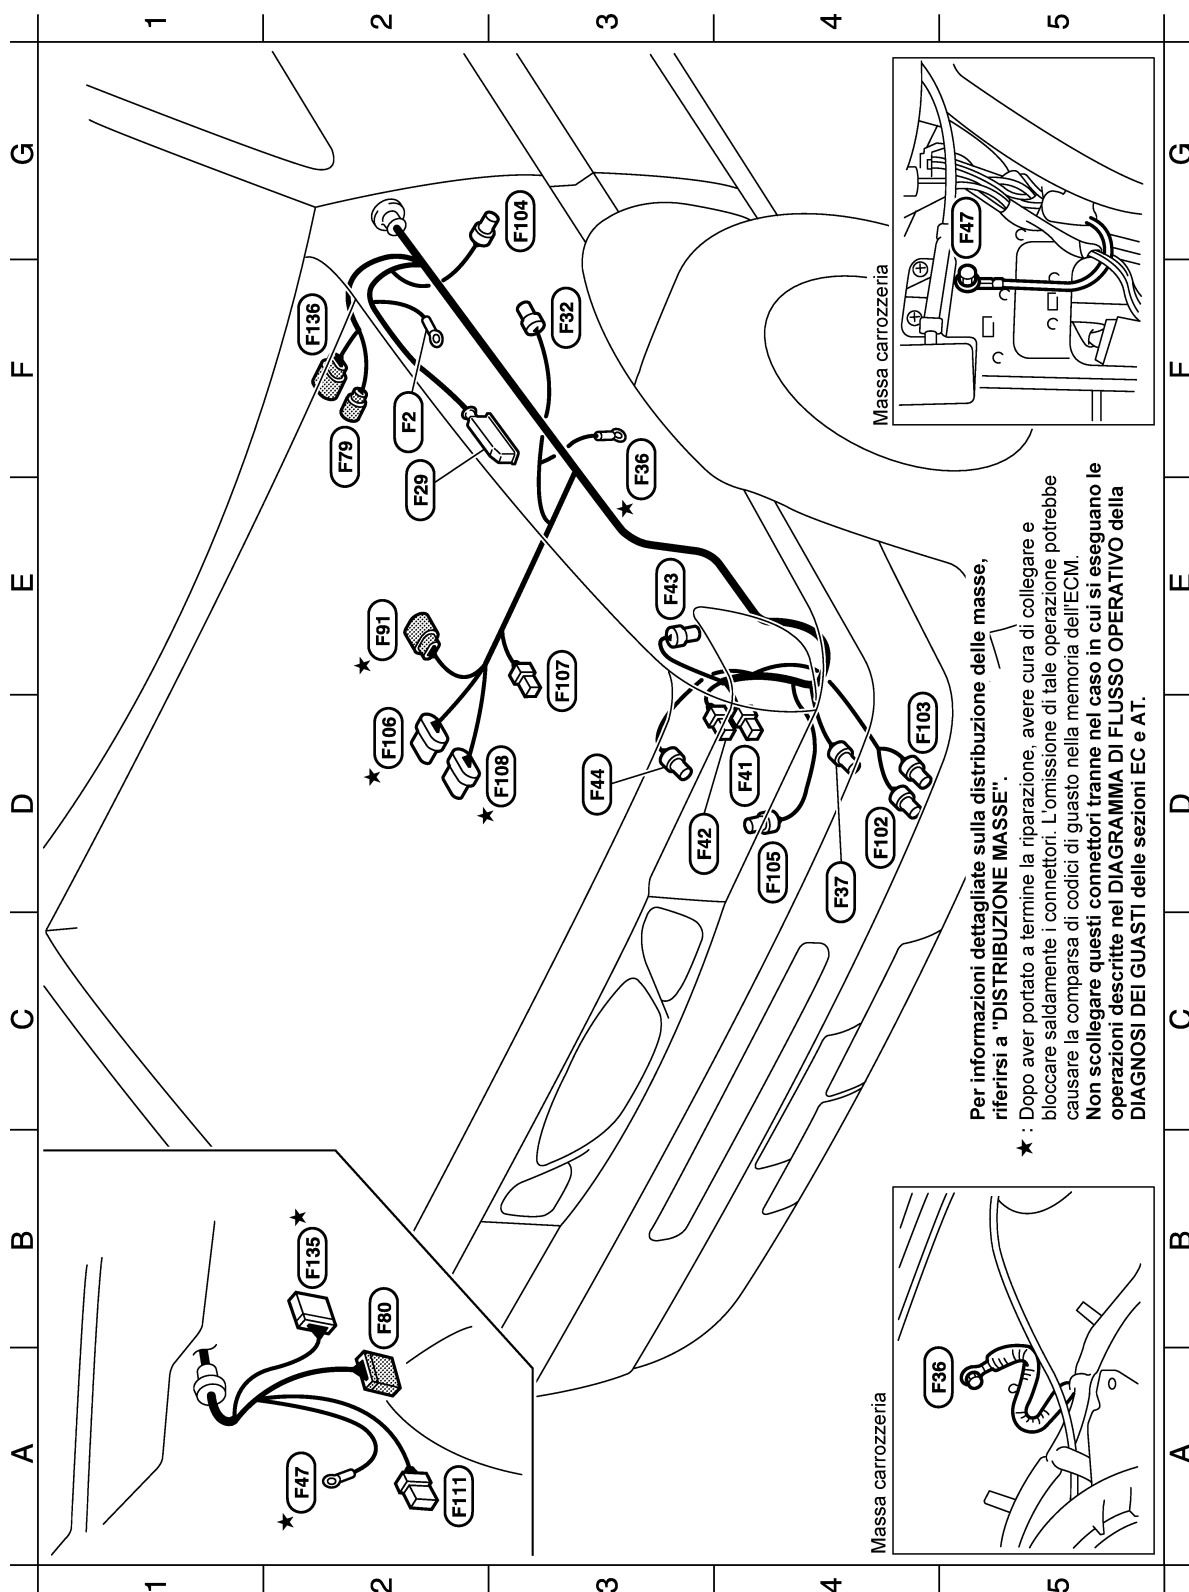 1
2
3
4
5
G
F
E
D
C
B
A
F136
F79
F2
F29
F104
F32
F36
★
F91
★
F106
★
F107
F108
★
F43
F44
F42
F41
F105
F37
F102
F103
Massa carrozzeria
F47
F135
★
F80
F47
★
F111
Massa carrozzeria
F36
Per informazioni dettagliate sulla distribuzione delle masse,
riferirsi a "DISTRIBUZIONE MASSE".
★ : Dopo aver portato a termine la riparazione, avere cura di collegare e
bloccare saldamente i connettori. L'omissione di tale operazione potrebbe
causare la comparsa di codici di guasto nella memoria dell'ECM.
Non scollegare questi connettori tranne nel caso in cui si eseguano le
operazioni descritte nel DIAGRAMMA DI FLUSSO OPERATIVO della
DIAGNOSI DEI GUASTI delle sezioni EC e AT.
G
F
E
D
C
B
A
1
2
3
4
5